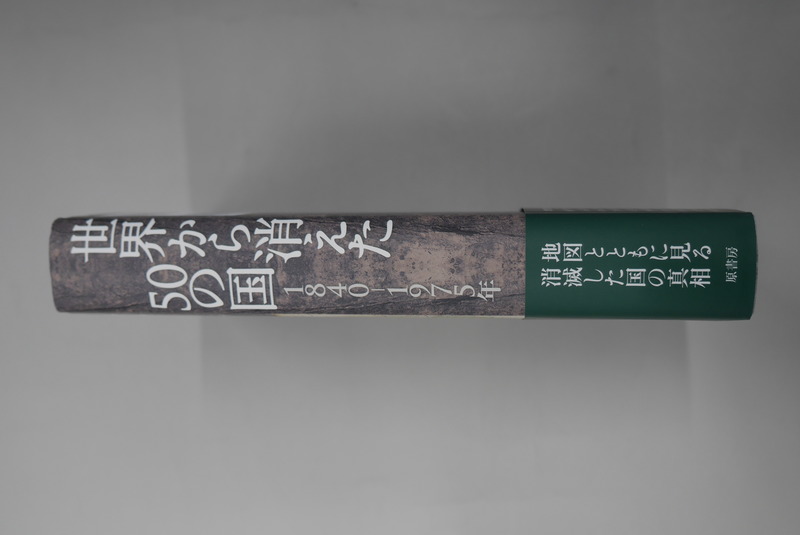 世界から消えた
50の国
1840-1975年
地図とともに見る
消滅した国の真相
原書房